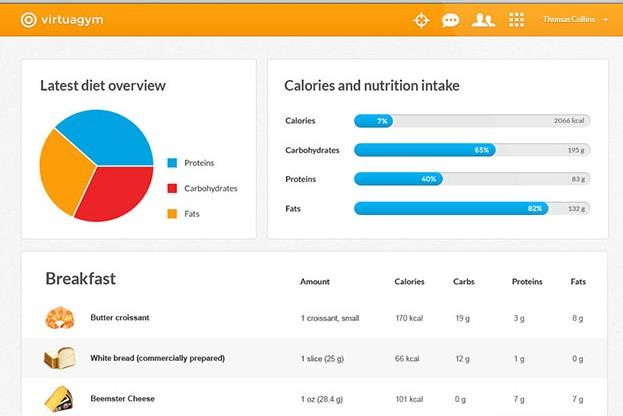 virtuagym
Thomas Collins
Latest diet overview
Proteins
Carbohydrates
Fats
Calories and nutrition intake
Calories 7% 2066 kcal
Carbohydrates 65% 195 g
Proteins 40% 83 g
Fats 82% 132 g
Breakfast Amount Calories Carbs Proteins Fats
Butter croissant 1 croissant, small 170 kcal 19 g 3 g 8 g
White bread (commercially prepared) 1 slice (25 g) 66 kcal 12 g 1 g 0 g
Beemster Cheese 1 oz (28.4 g) 101 kcal 0 g 7 g 7 g